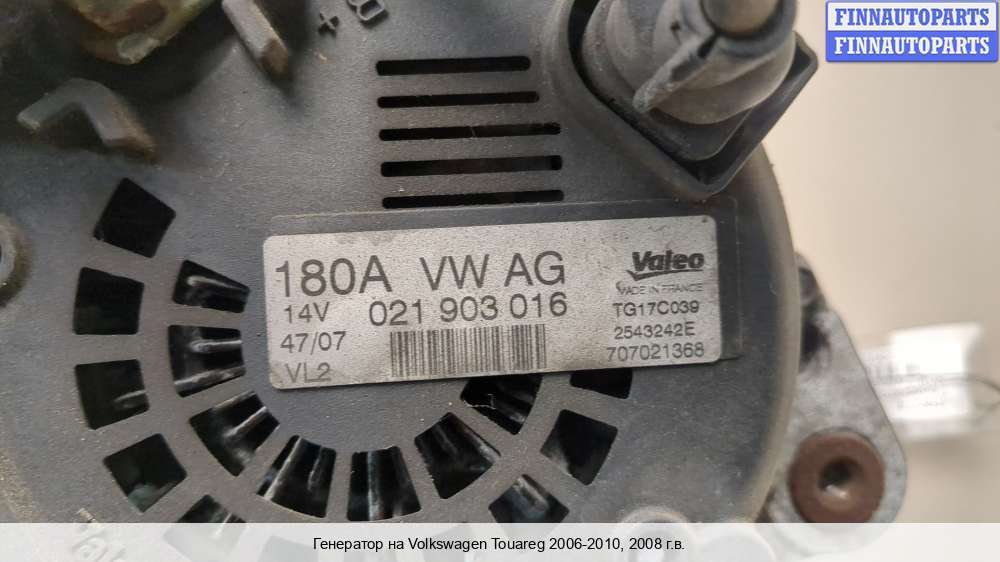 FINNAUTOPARTS
FINNAUTOPARTS
B+
180A VW AG
14V 021 903 016
47/07
VL2
Valeo
MADE IN FRANCE
TG17C039
2543242E
707021368
Valeo
Генератор на Volkswagen Touareg 2006-2010, 2008 г.в.